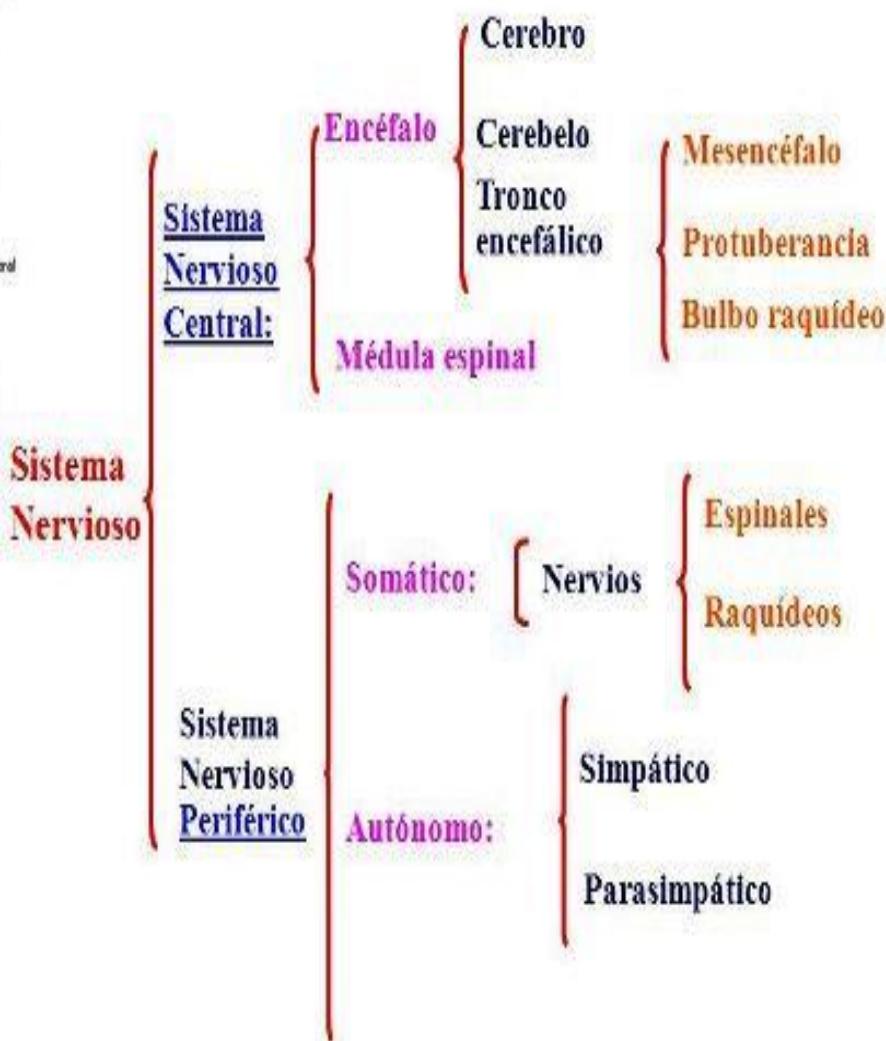 Cerebro
Encéfalo
Cerebelo
Tronco
encefálico
Mesencéfalo
Protuberancia
Bulbo raquídeo
Sistema
Nervioso
Central:
Médula espinal
Sistema
Nervioso
Somático:
Nervios
Espinales
Raquídeos
Sistema
Nervioso
Periférico
Autónomo:
Simpático
Parasimpático